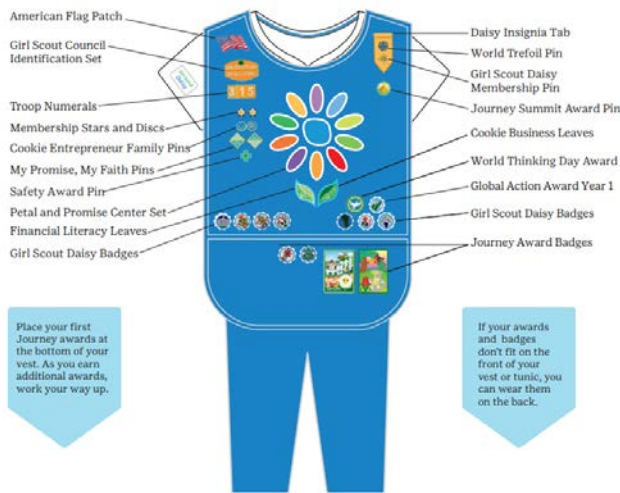 American Flag Patch
Girl Scout Council
Identification Set
Troop Numerals
Membership Stars and Discs
Cookie Entrepreneur Family Pins
My Promise, My Faith Pins
Safety Award Pin
Petal and Promise Center Set
Financial Literacy Leaves
Girl Scout Daisy Badges
315
Daisy Insignia Tab
World Trefoil Pin
Girl Scout Daisy
Membership Pin
Journey Summit Award Pin
Cookie Business Leaves
World Thinking Day Award
Global Action Award Year 1
Girl Scout Daisy Badges
Journey Award Badges
Place your first
Journey awards at
the bottom of your
vest. As you earn
additional awards,
work your way up.
If your awards
and badges
don't fit on the
front of your
vest or tunic, you
can wear them
on the back.